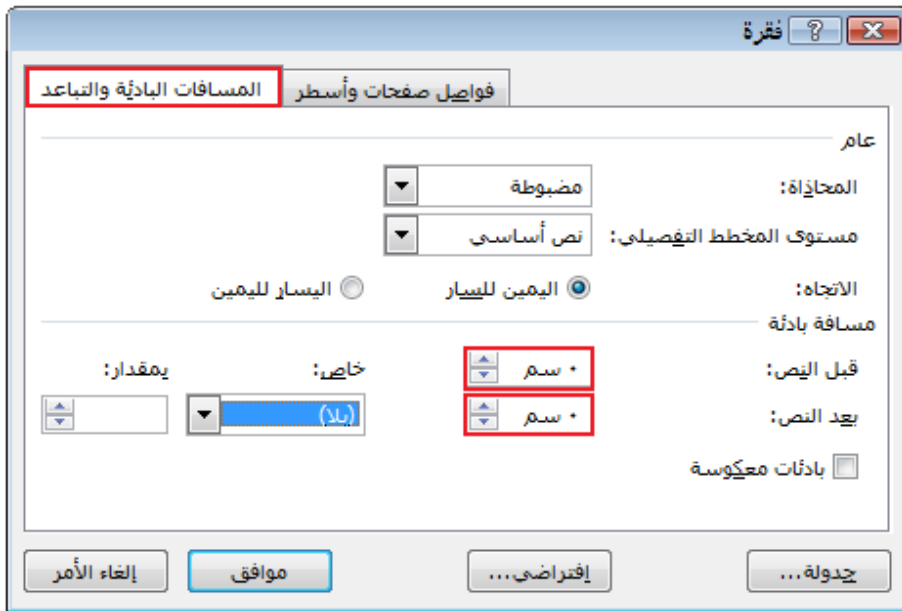 فقرة
المسافات البادئة والتباعد
فواصل صفحات وأسطر
عام
المحاذاة: مضبوطة
مستوى المخطط التفصيلي: نص أساسي
الاتجاه: اليمين لليسار اليسار لليمين
مسافة بادئة
قبل النص: ٠ سم خاص: بمقدار:
بعد النص: ٠ سم (بلا)
بادئات معكوسة
جدولة... افتراضي... موافق إلغاء الأمر